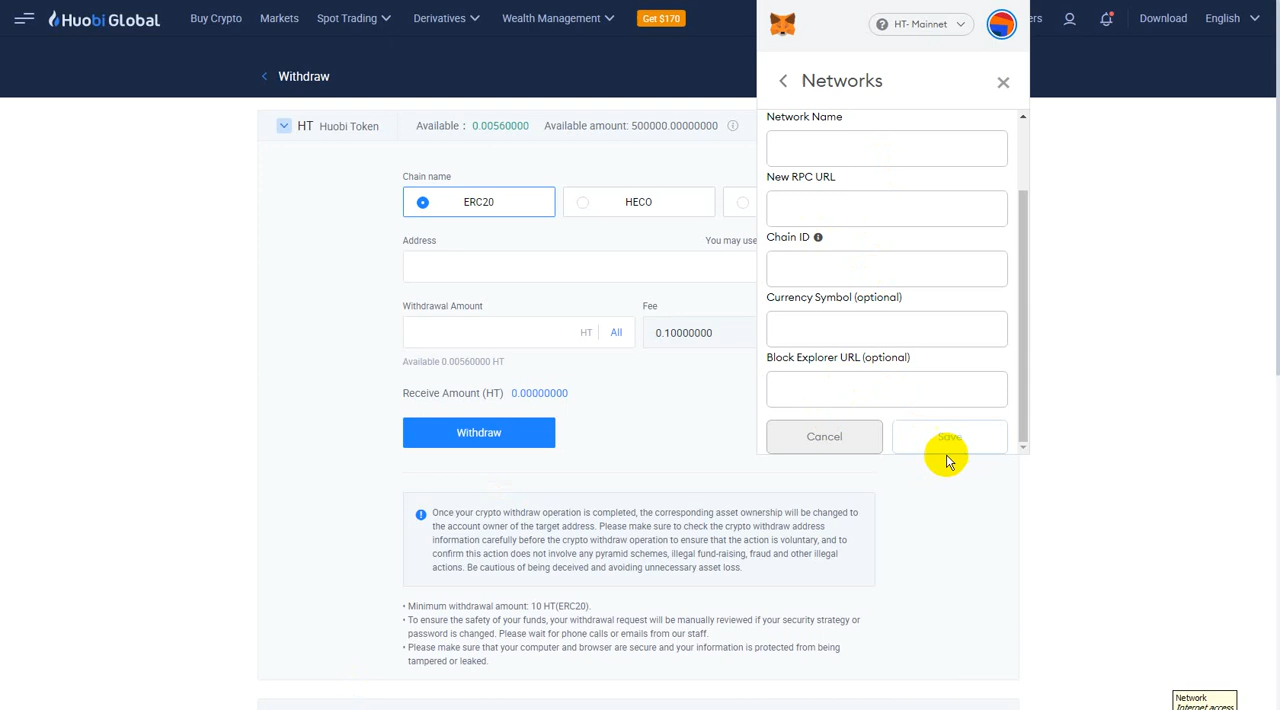 Huobi Global
Buy Crypto
Markets
Spot Trading
Derivatives
Wealth Management
Get $170
Download
English
Withdraw
HT Huobi Token
Available : 0.00560000
Available amount: 500000.00000000
Chain name
ERC20
HECO
Address
You may use
Withdrawal Amount
Fee
HT
All
0.10000000
Available 0.00560000 HT
Receive Amount (HT) 0.00000000
Withdraw
Once your crypto withdraw operation is completed, the corresponding asset ownership will be changed to
the account owner of the target address. Please make sure to check the crypto withdraw address
information carefully before the crypto withdraw operation to ensure that the action is voluntary, and to
confirm this action does not involve any pyramid schemes, illegal fund-raising, fraud and other illegal
actions. Be cautious of being deceived and avoiding unnecessary asset loss.
• Minimum withdrawal amount: 10 HT(ERC20).
• To ensure the safety of your funds, your withdrawal request will be manually reviewed if your security strategy or
password is changed. Please wait for phone calls or emails from our staff.
• Please make sure that your computer and browser are secure and your information is protected from being
tampered or leaked.
HT- Mainnet
Networks
Network Name
New RPC URL
Chain ID
Currency Symbol (optional)
Block Explorer URL (optional)
Cancel
Save
Network
Internet access